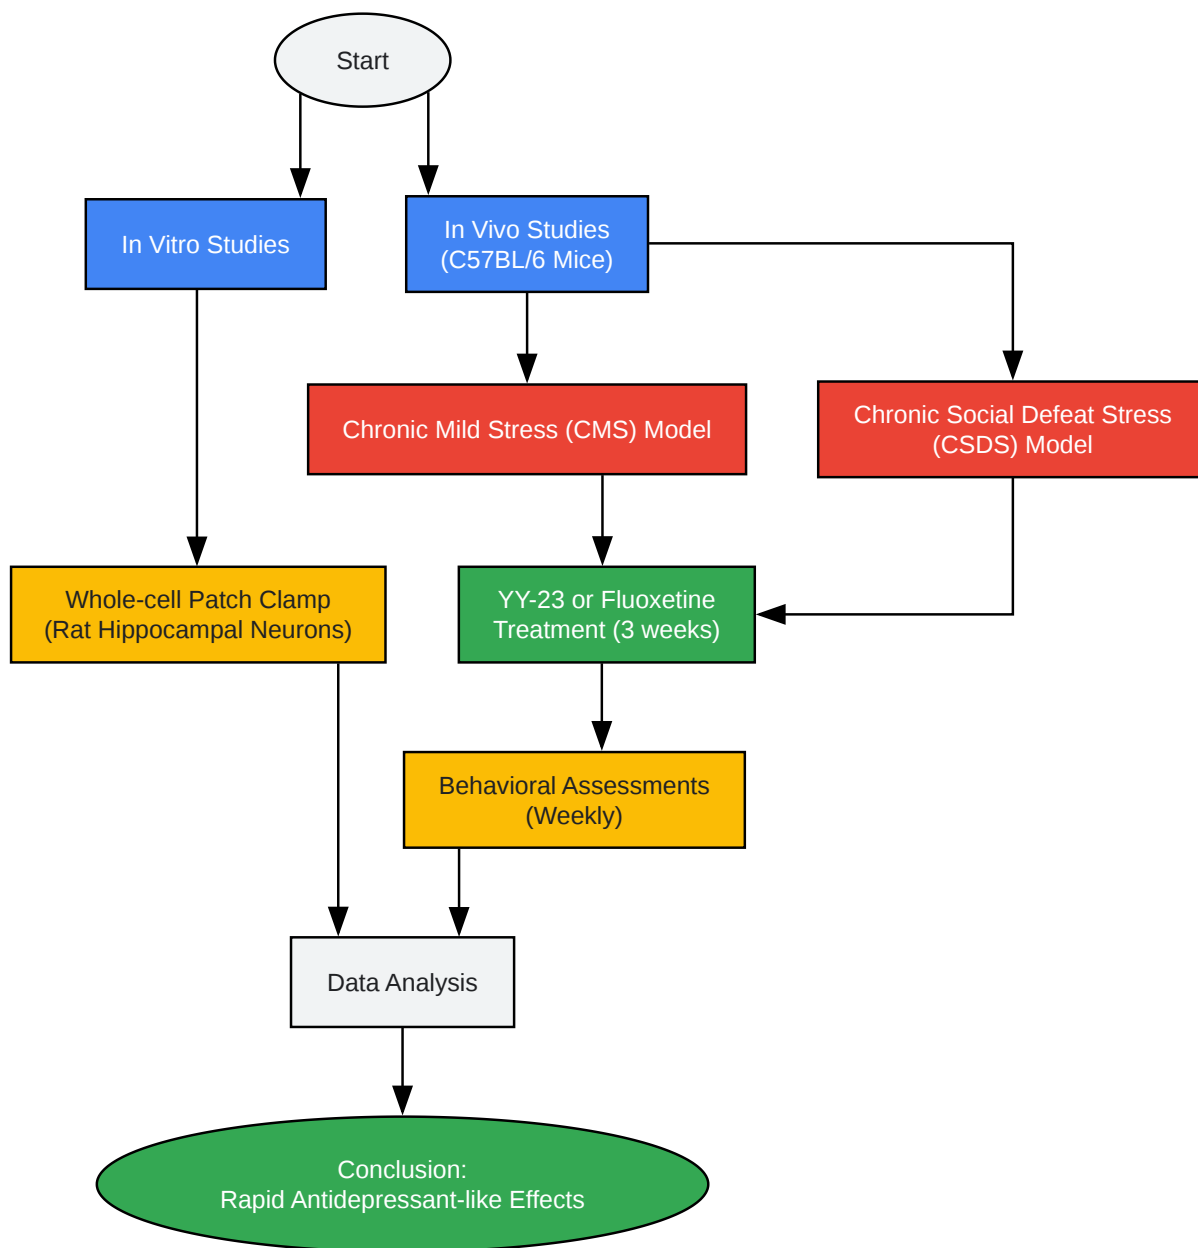 Start
In Vitro Studies
In Vivo Studies
(C57BL/6 Mice)
Chronic Mild Stress (CMS) Model
Chronic Social Defeat Stress
(CSDS) Model
Whole-cell Patch Clamp
(Rat Hippocampal Neurons)
YY-23 or Fluoxetine
Treatment (3 weeks)
Behavioral Assessments
(Weekly)
Data Analysis
Conclusion:
Rapid Antidepressant-like Effects